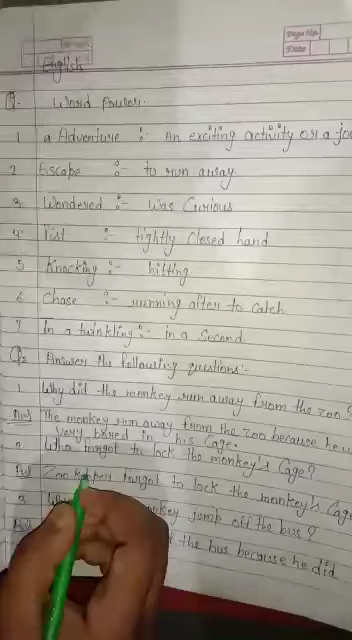 Page No.
Date
English
Q. Word Power.
1 a Adventure :- An exciting activity or a jo
2 Escape :- to run away.
3 Wondered :- Was Curious
4 Fist :- tightly closed hand
5 Knocking :- hitting
6 Chase :- running after to catch
7 In a twinkling :- in a second
Q2 Answer the following questions:-
1. Why did the monkey run away from the zoo?
Ans) The monkey run away from the zoo because he w
very bored in his cage.
2. Who forgot to lock the monkey's Cage?
Ans Zoo keeper forgot to lock the monkey's Cage
3 monkey jump off the bus?
the bus because he did